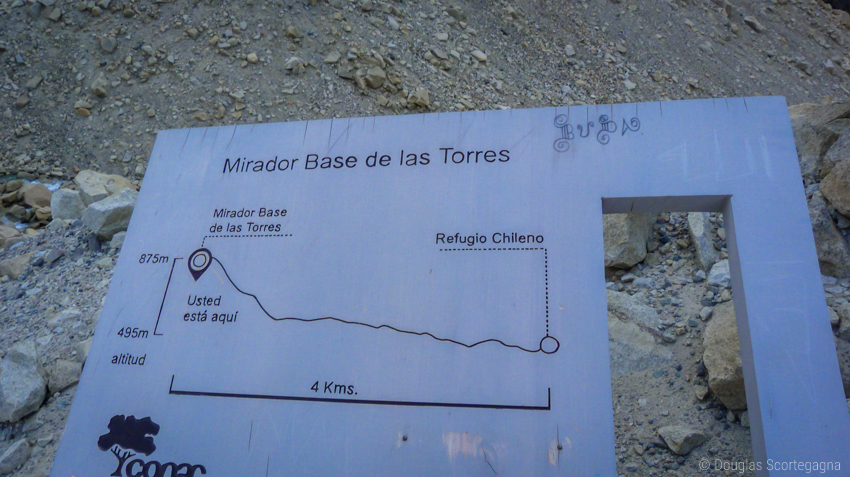 Mirador Base de las Torres
Mirador Base
de las Torres
Refugio Chileno
875m
Usted
está aquí
495m
altitud
4 Kms.
conaf
© Douglas Scortegagna